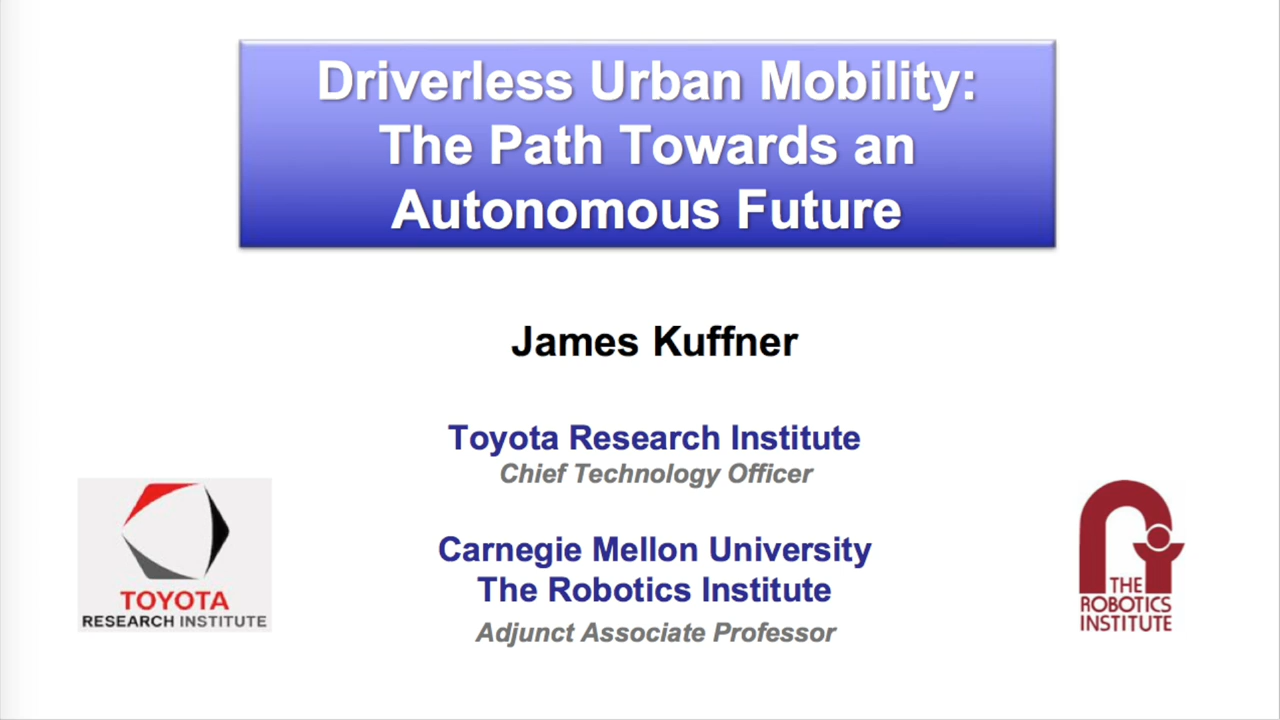 Driverless Urban Mobility:
The Path Towards an
Autonomous Future
James Kuffner
Toyota Research Institute
Chief Technology Officer
Carnegie Mellon University
The Robotics Institute
Adjunct Associate Professor
TOYOTA
RESEARCH INSTITUTE
THE
ROBOTICS
INSTITUTE